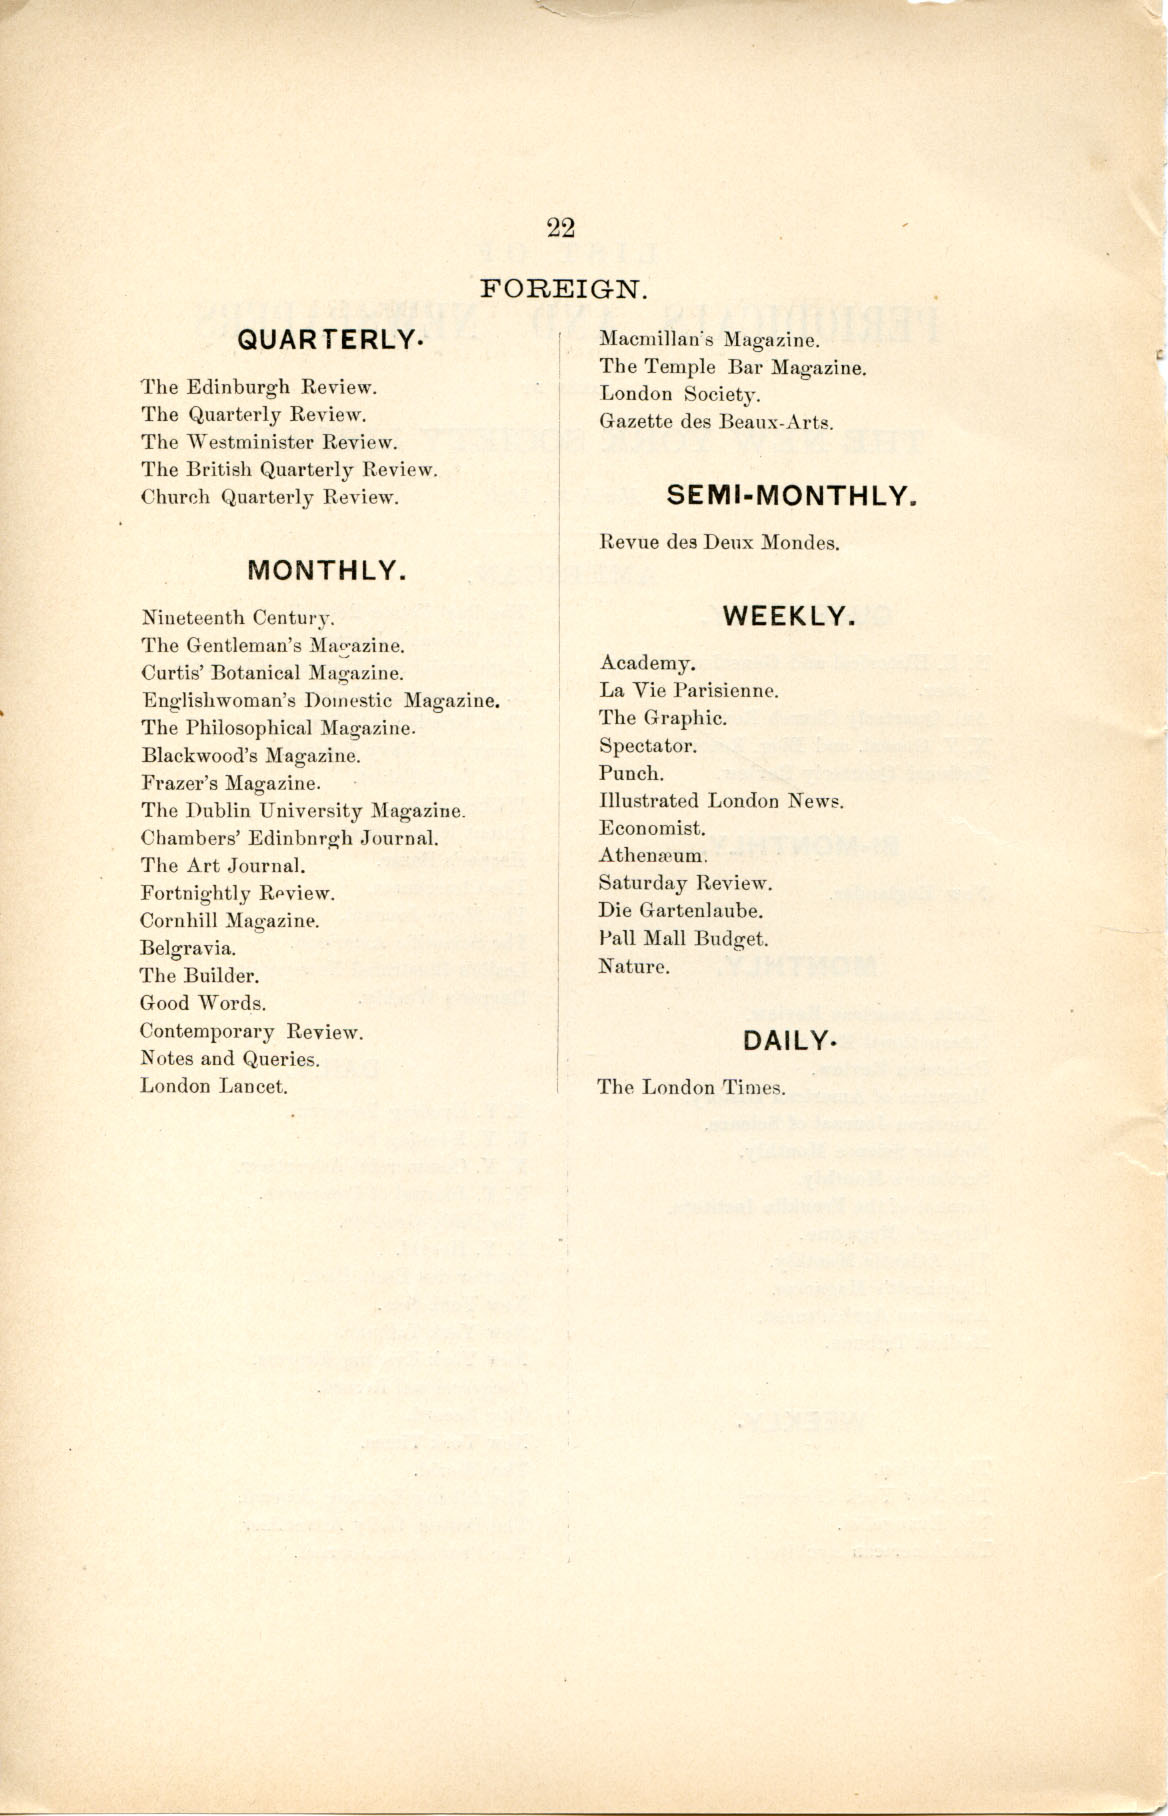 22
FOREIGN.
QUARTERLY.
The Edinburgh Review.
The Quarterly Review.
The Westminister Review.
The British Quarterly Review.
Church Quarterly Review.
MONTHLY.
Nineteenth Century.
The Gentleman's Magazine.
Curtis' Botanical Magazine.
Englishwoman's Domestic Magazine.
The Philosophical Magazine.
Blackwood's Magazine.
Frazer's Magazine.
The Dublin University Magazine.
Chambers' Edinbnrgh Journal.
The Art Journal.
Fortnightly Review.
Cornhill Magazine.
Belgravia.
The Builder.
Good Words.
Contemporary Review.
Notes and Queries.
London Lancet.
Macmillan's Magazine.
The Temple Bar Magazine.
London Society.
Gazette des Beaux-Arts.
SEMI-MONTHLY.
Revue des Deux Mondes.
WEEKLY.
Academy.
La Vie Parisienne.
The Graphic.
Spectator.
Punch.
Illustrated London News.
Economist.
Athenæum.
Saturday Review.
Die Gartenlaube.
Pall Mall Budget.
Nature.
DAILY.
The London Times.